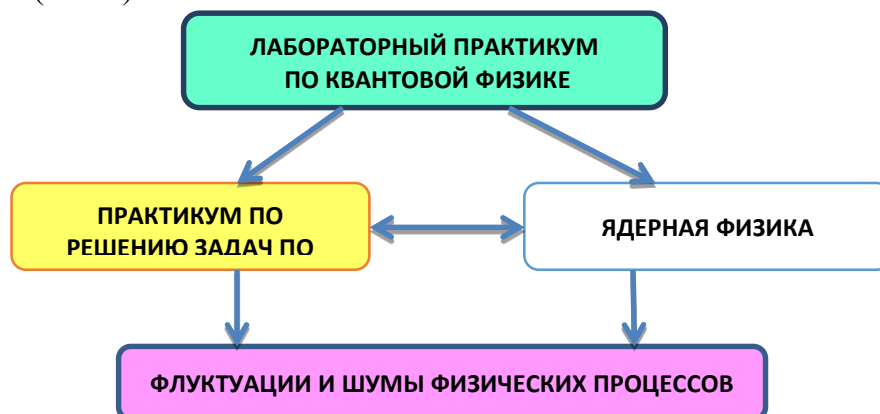 ЛАБОРАТОРНЫЙ ПРАКТИКУМ
ПО КВАНТОВОЙ ФИЗИКЕ
ПРАКТИКУМ ПО
РЕШЕНИЮ ЗАДАЧ ПО
ЯДЕРНАЯ ФИЗИКА
ФЛУКТУАЦИИ И ШУМЫ ФИЗИЧЕСКИХ ПРОЦЕССОВ